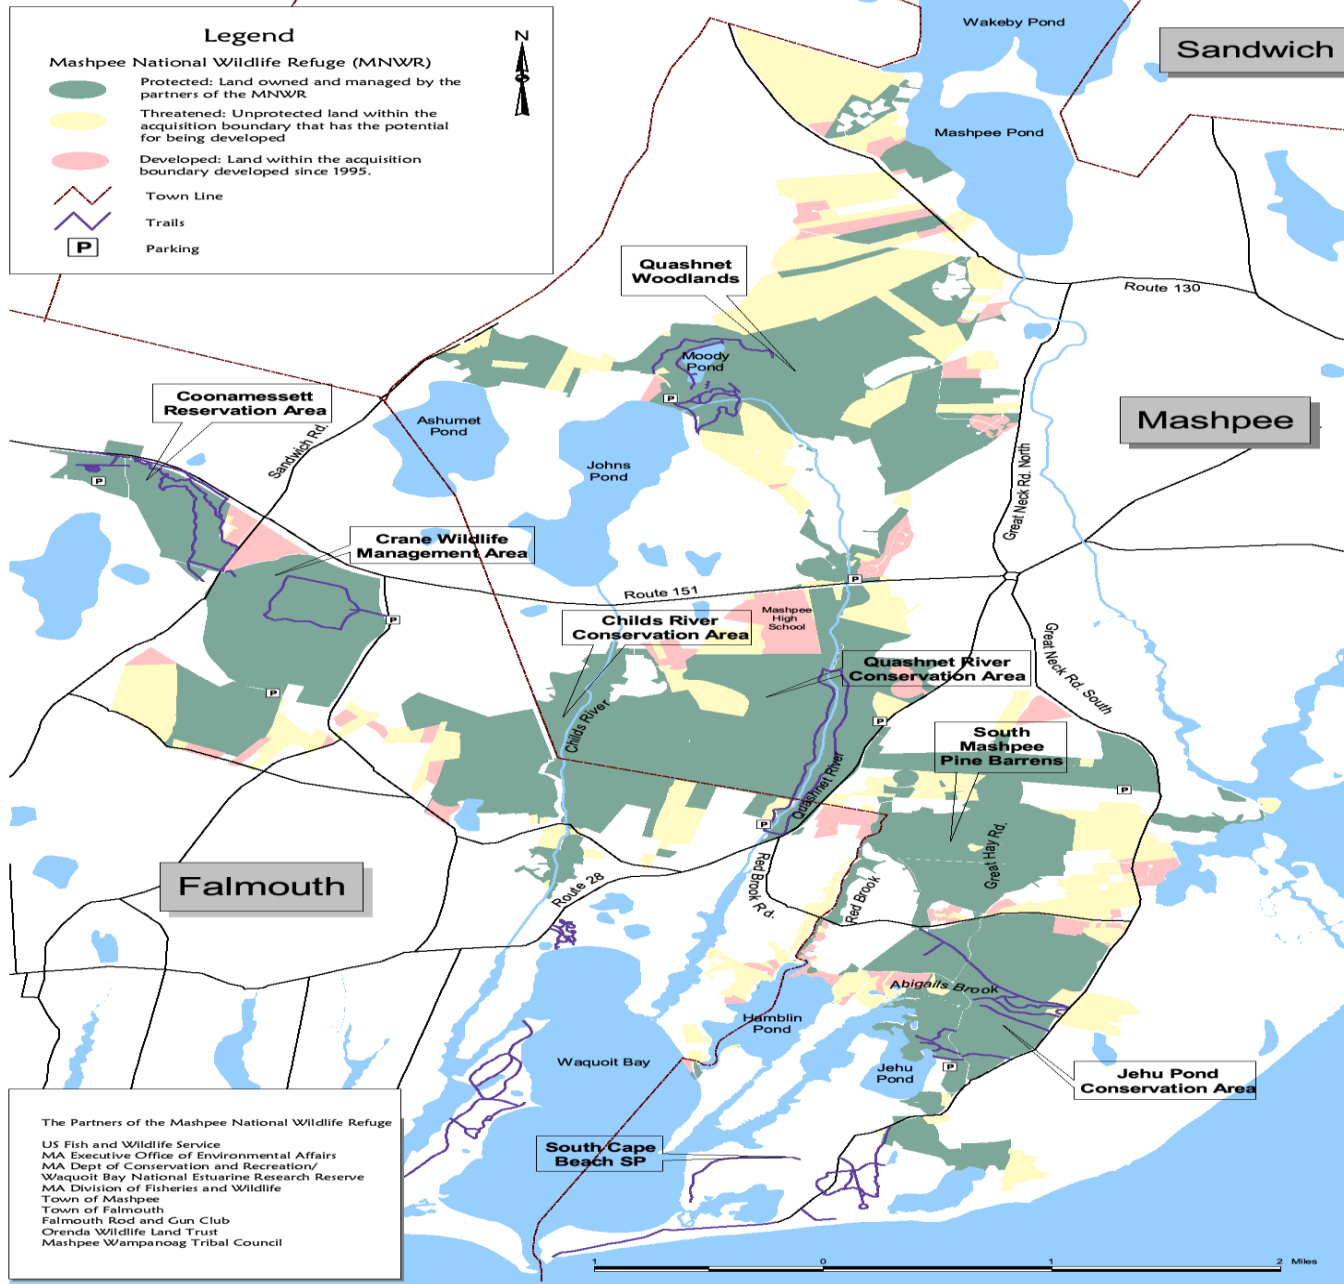 Legend
N
Mashpee National Wildlife Refuge (MNWR)
Protected: Land owned and managed by the
partners of the MNWR
Threatened: Unprotected land within the
acquisition boundary that has the potential
for being developed
Developed: Land within the acquisition
boundary developed since 1995.
Town Line
Trails
P
Parking
Wakeby Pond
Sandwich
Mashpee Pond
Quashnet
Woodlands
Route 130
Moody
Pond
P
Coonamessett
Reservation Area
Ashumet
Pond
Mashpee
Sandwich Rd.
Johns
Pond
Great Neck Rd. North
P
Crane Wildlife
Management Area
P
Route 151
Mashpee
High
School
Childs River
Conservation Area
P
Great Neck Rd. South
Quashnet River
Conservation Area
P
Childs River
P
South
Mashpee
Pine Barrens
Quashnet River
P
P
Great Hay Rd.
Falmouth
Route 28
Red Brook Rd.
Red Brook
Abigails Brook
Hamblin
Pond
Waquoit Bay
Jehu
Pond
P
Jehu Pond
Conservation Area
South Cape
Beach SP
The Partners of the Mashpee National Wildlife Refuge
US Fish and Wildlife Service
MA Executive Office of Environmental Affairs
MA Dept of Conservation and Recreation/
Waquoit Bay National Estuarine Research Reserve
MA Division of Fisheries and Wildlife
Town of Mashpee
Town of Falmouth
Falmouth Rod and Gun Club
Orenda Wildlife Land Trust
Mashpee Wampanoag Tribal Council
1 0 1 2 Miles